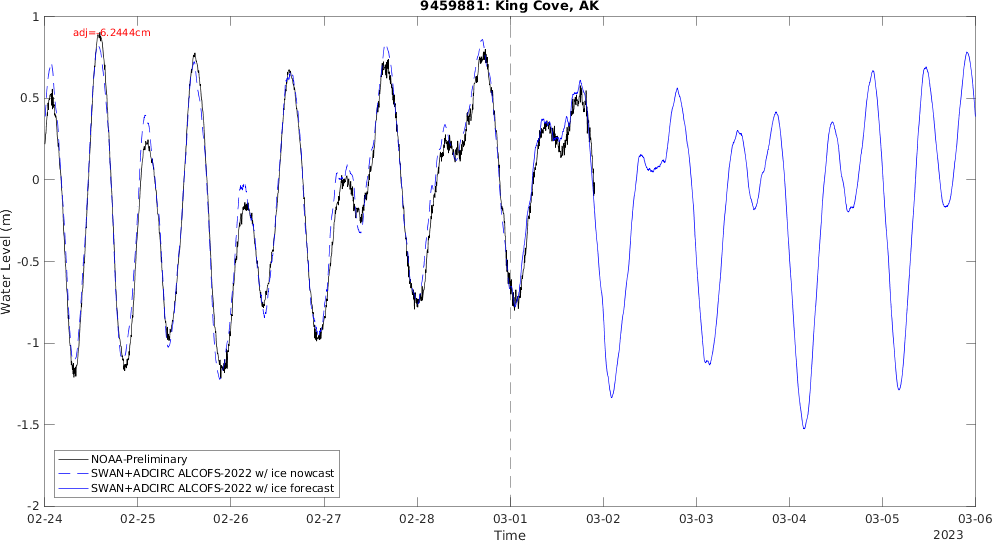 9459881: King Cove, AK
adj=-6.2444cm
Water Level (m)
1
0.5
0
-0.5
-1
-1.5
-2
NOAA-Preliminary
SWAN+ADCIRC ALCOFS-2022 w/ ice nowcast
SWAN+ADCIRC ALCOFS-2022 w/ ice forecast
02-24 02-25 02-26 02-27 02-28 03-01 03-02 03-03 03-04 03-05 03-06
Time
2023